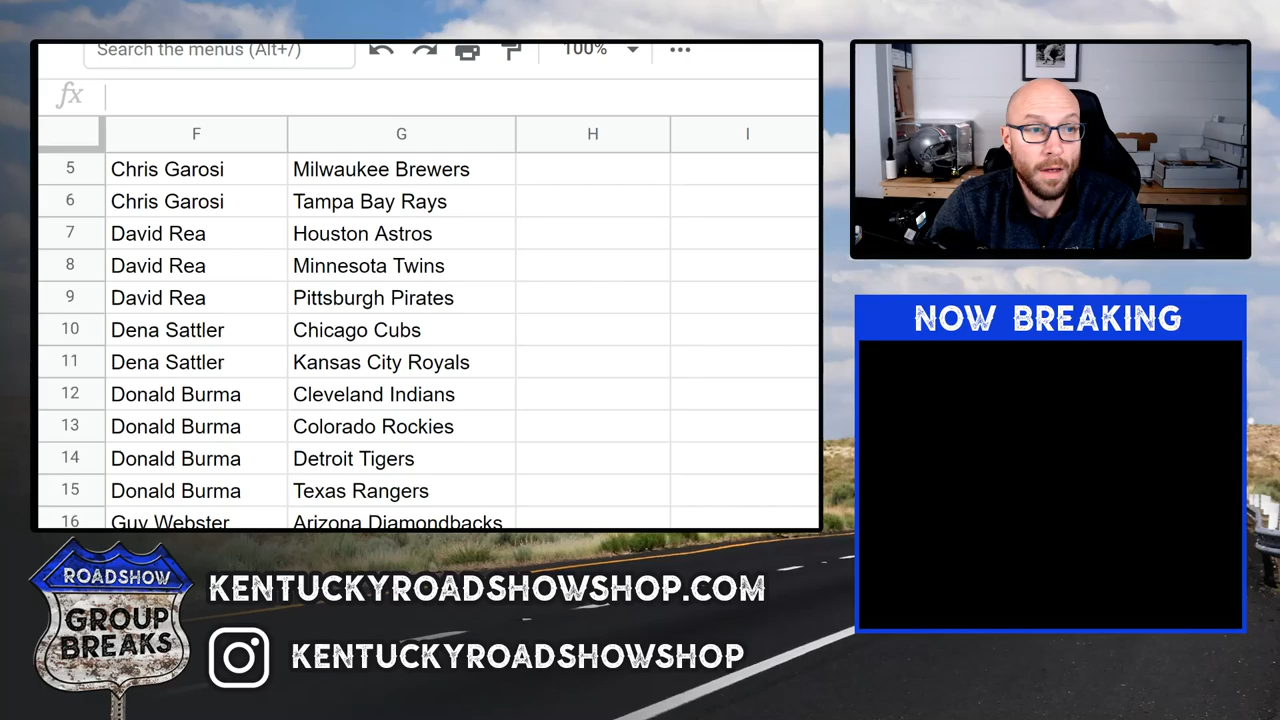 Search the menus (Alt+/)
100%
fx
F G H I
5 Chris Garosi Milwaukee Brewers
6 Chris Garosi Tampa Bay Rays
7 David Rea Houston Astros
8 David Rea Minnesota Twins
9 David Rea Pittsburgh Pirates
10 Dena Sattler Chicago Cubs
11 Dena Sattler Kansas City Royals
12 Donald Burma Cleveland Indians
13 Donald Burma Colorado Rockies
14 Donald Burma Detroit Tigers
15 Donald Burma Texas Rangers
16 Guy Webster Arizona Diamondbacks
NOW BREAKING
ROADSHOW
GROUP
BREAKS
KENTUCKYROADSHOWSHOP.COM
KENTUCKYROADSHOWSHOP